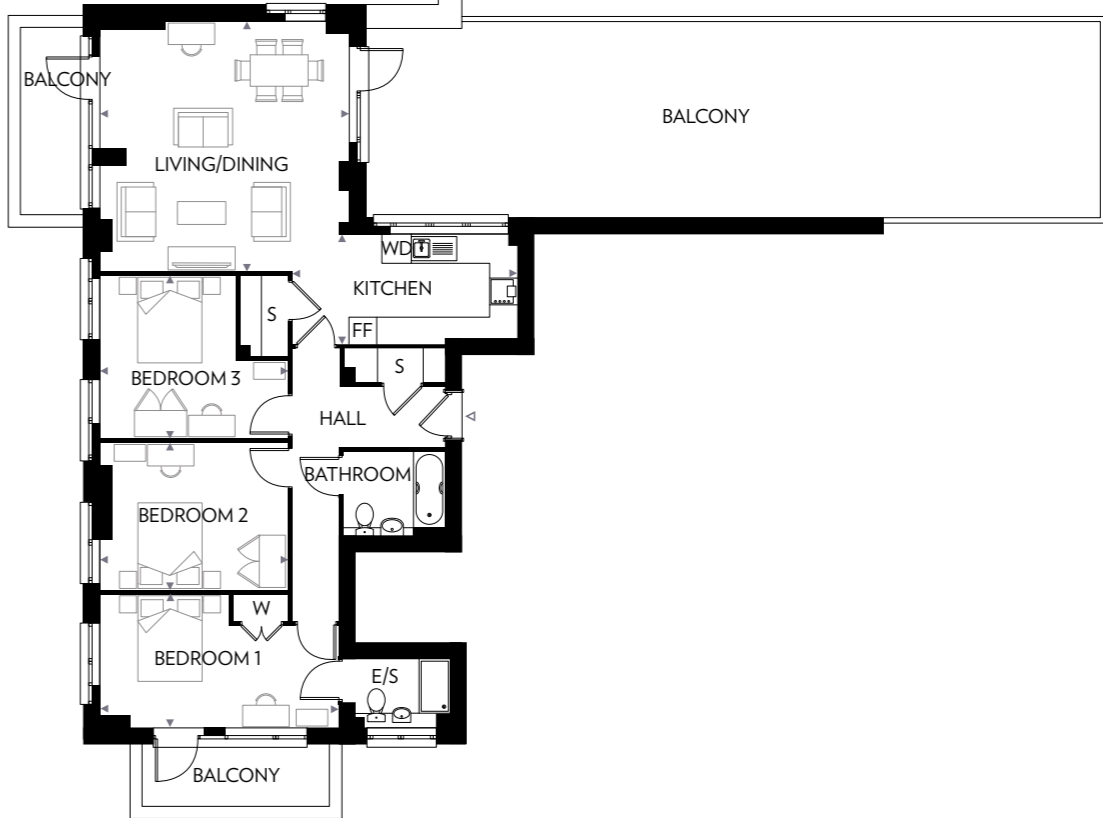 BALCONY
BALCONY
LIVING/DINING
WD
KITCHEN
S
FF
S
BEDROOM 3
HALL
BATHROOM
BEDROOM 2
W
BEDROOM 1
E/S
BALCONY